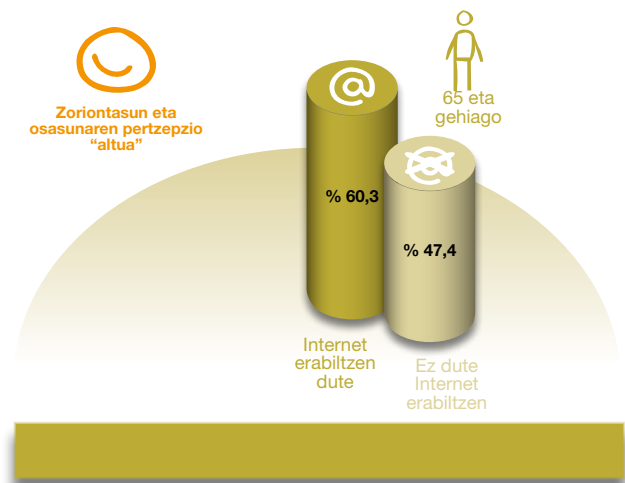 Zoriontasun eta
osasunaren pertzepzio
“altua”
@
65 eta
gehiago
@
% 60,3
% 47,4
Internet
erabiltzen
dute
Ez dute
Internet
erabiltzen